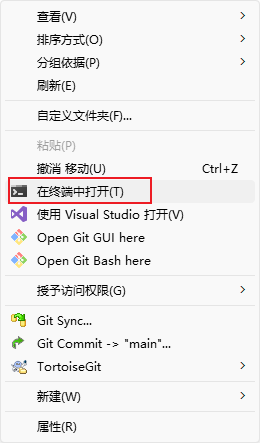 查看(V)
排序方式(O)
分组依据(P)
刷新(E)
自定义文件夹(F)...
粘贴(P)
撤消 移动(U) Ctrl+Z
在终端中打开(T)
使用 Visual Studio 打开(V)
Open Git GUI here
Open Git Bash here
授予访问权限(G)
Git Sync...
Git Commit -> "main"...
TortoiseGit
新建(W)
属性(R)